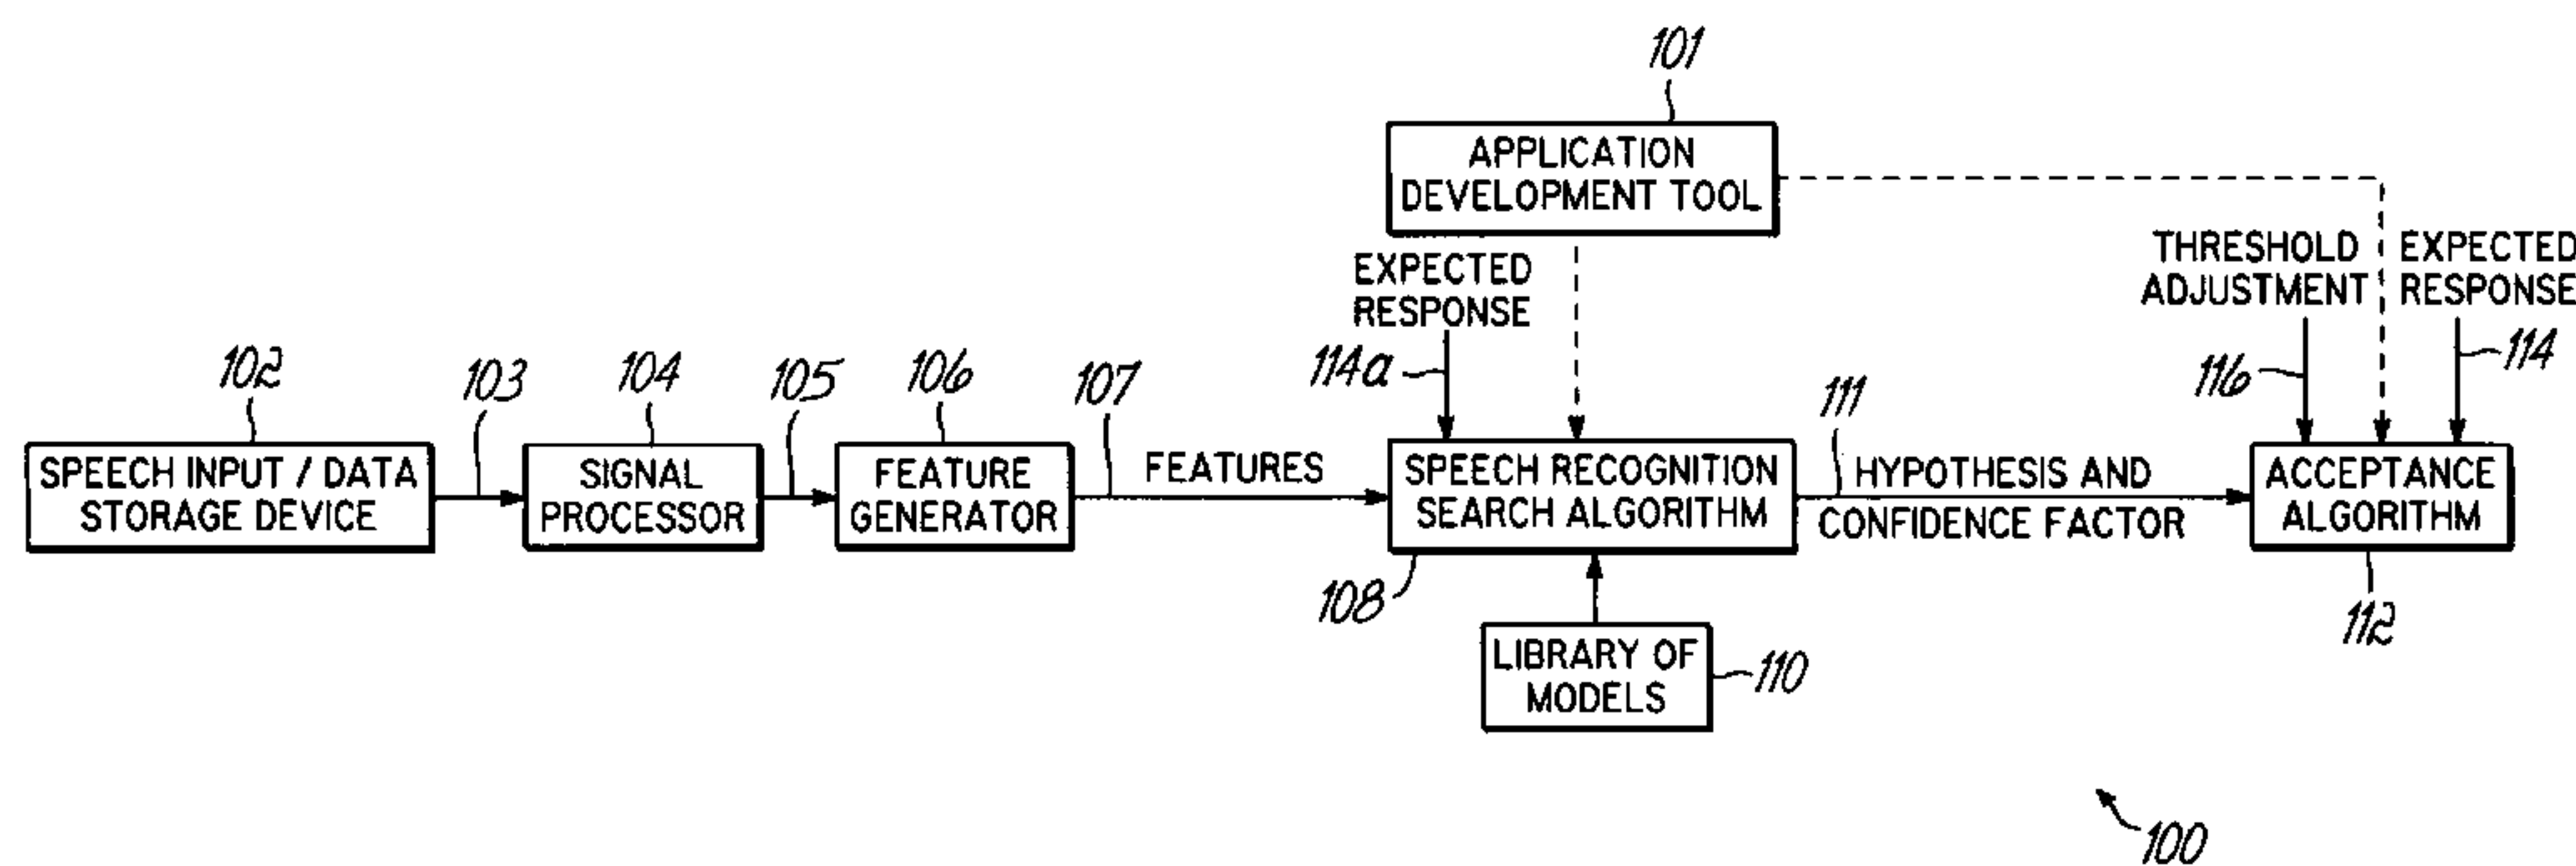 101
APPLICATION
DEVELOPMENT TOOL
EXPECTED
RESPONSE
114a
THRESHOLD
ADJUSTMENT
116
EXPECTED
RESPONSE
114
102
SPEECH INPUT / DATA
STORAGE DEVICE
103
104
SIGNAL
PROCESSOR
105
106
FEATURE
GENERATOR
107
FEATURES
SPEECH RECOGNITION
SEARCH ALGORITHM
108
111
HYPOTHESIS AND
CONFIDENCE FACTOR
ACCEPTANCE
ALGORITHM
112
LIBRARY OF
MODELS
110
100